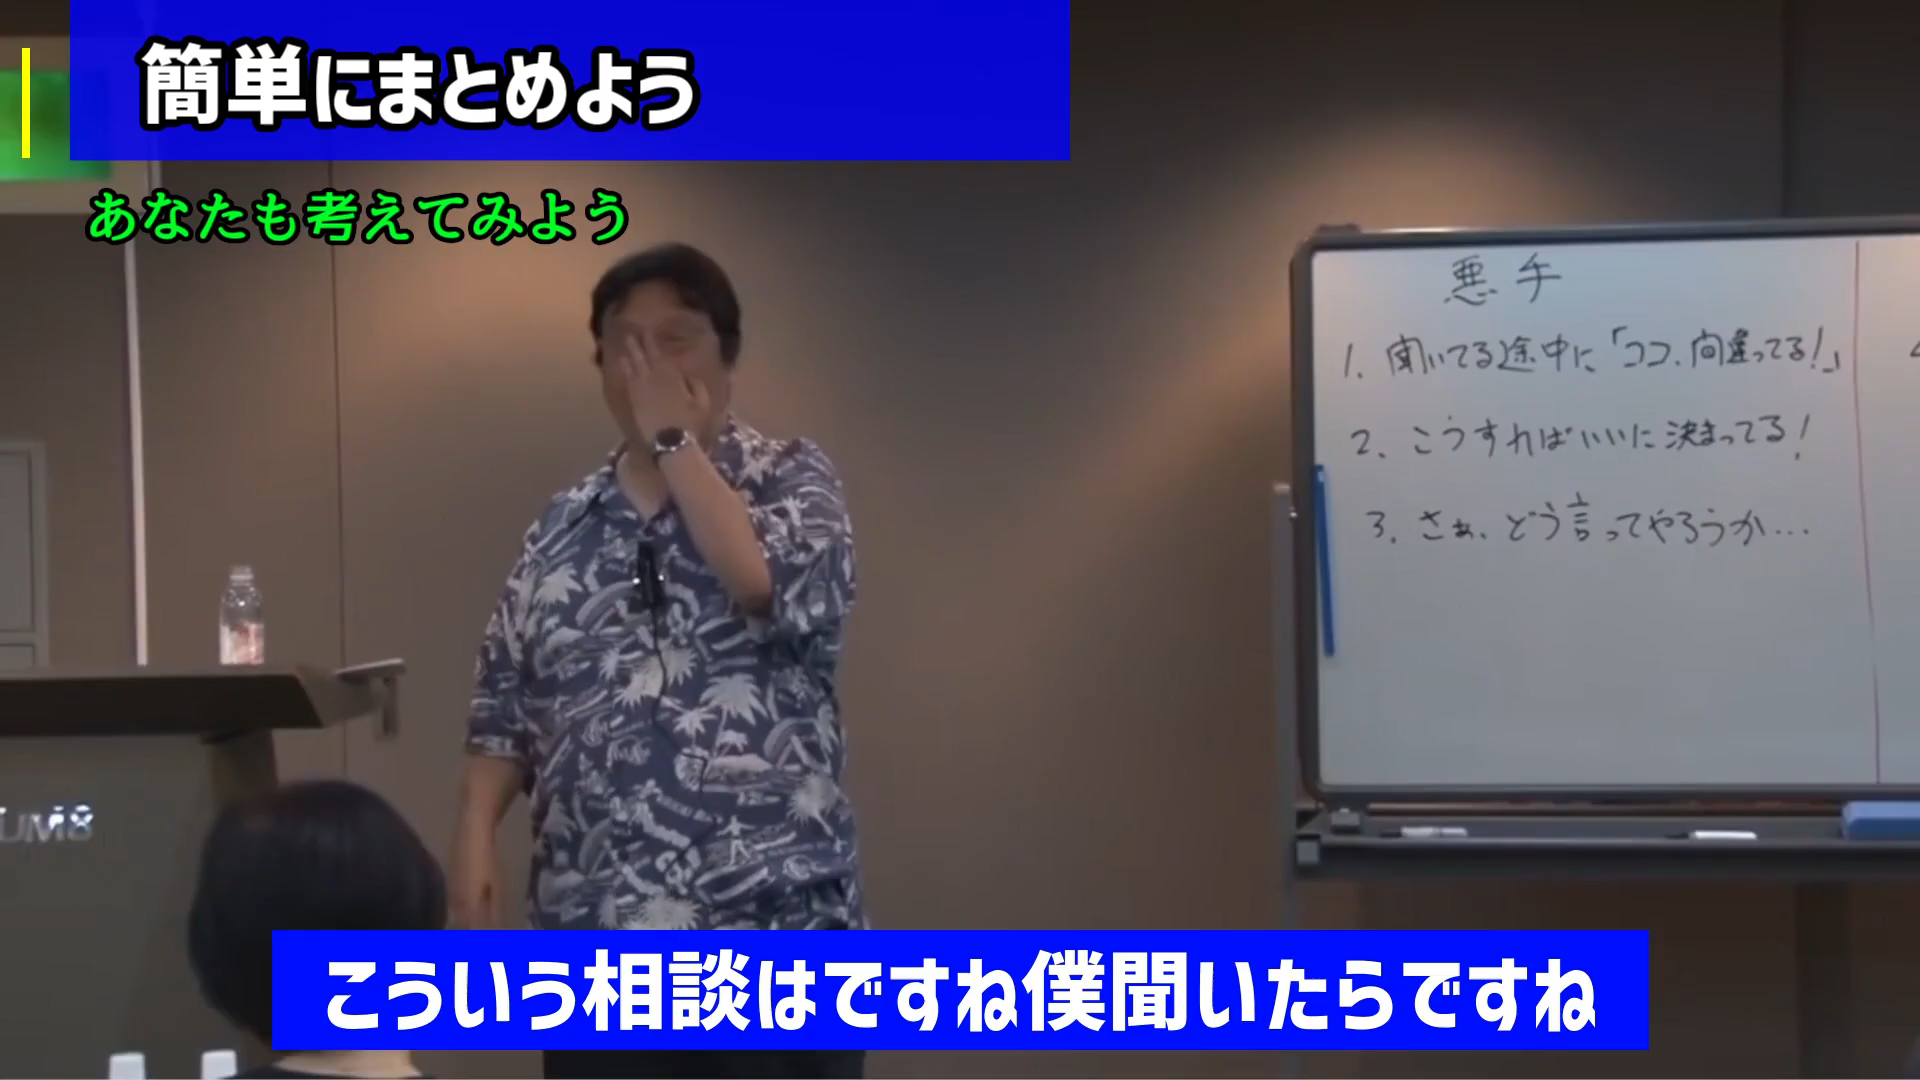 簡単にまとめよう
あなたも考えてみよう
悪手
1. 聞いてる途中に「ココ、間違ってる!」
2、こうすればいいに決まってる!
3. さぁ、どう言ってやろうか…
UM8
こういう相談はですね僕聞いたらですね